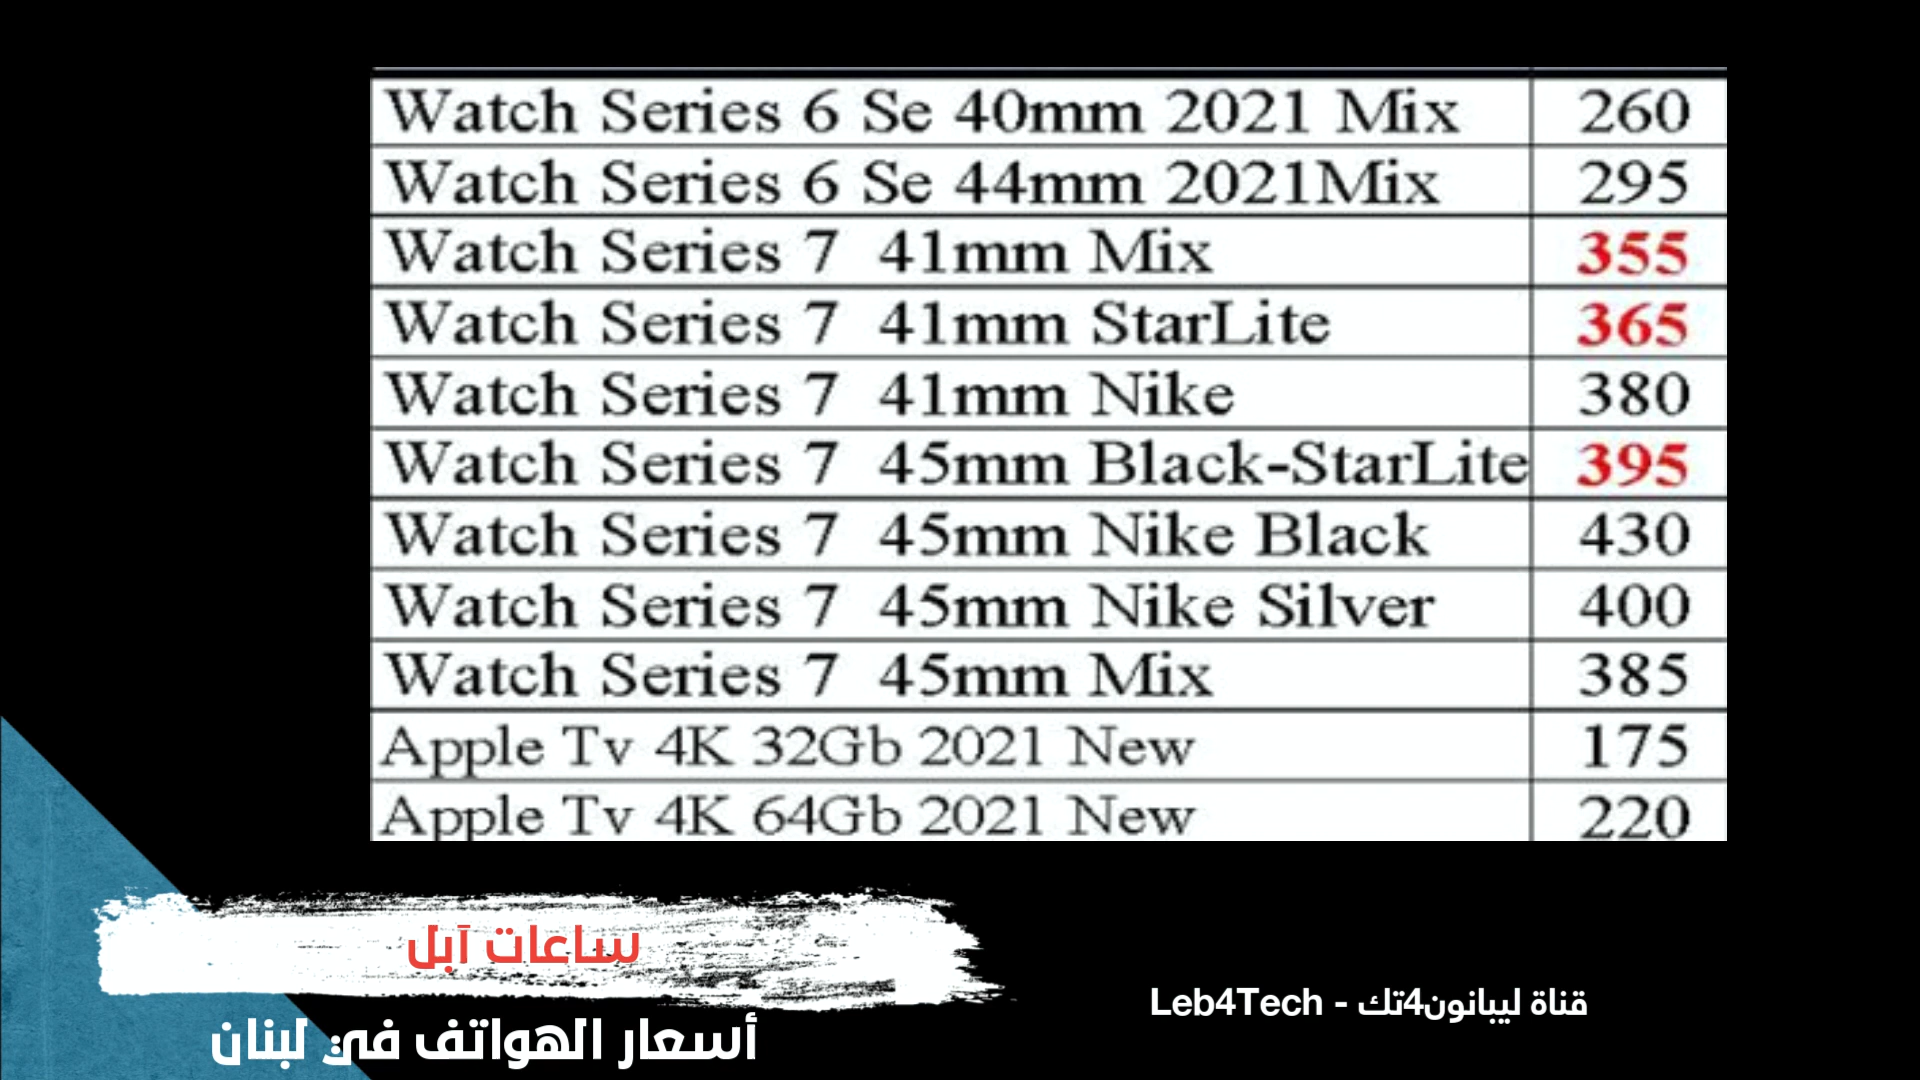 Watch Series 6 Se 40mm 2021 Mix 260
Watch Series 6 Se 44mm 2021Mix 295
Watch Series 7 41mm Mix 355
Watch Series 7 41mm StarLite 365
Watch Series 7 41mm Nike 380
Watch Series 7 45mm Black-StarLite 395
Watch Series 7 45mm Nike Black 430
Watch Series 7 45mm Nike Silver 400
Watch Series 7 45mm Mix 385
Apple Tv 4K 32Gb 2021 New 175
Apple Tv 4K 64Gb 2021 New 220
ساعات آبل
قناة ليبانون4تك - Leb4Tech
أسعار الهواتف في لبنان